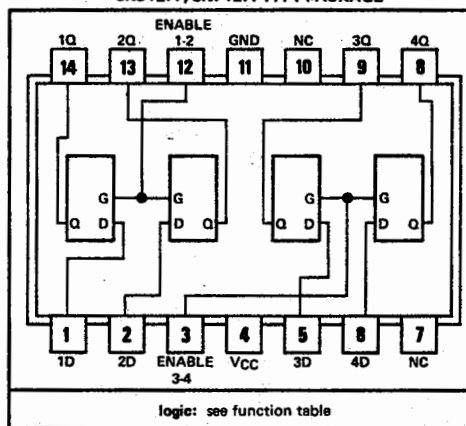 ENABLE
1Q 2Q 1-2 GND NC 3Q 4Q
14 13 12 11 10 9 8
G G G G
Q D D Q Q D D Q
1 2 3 4 5 6 7
1D 2D ENABLE VCC 3D 4D NC
3-4
logic: see function table